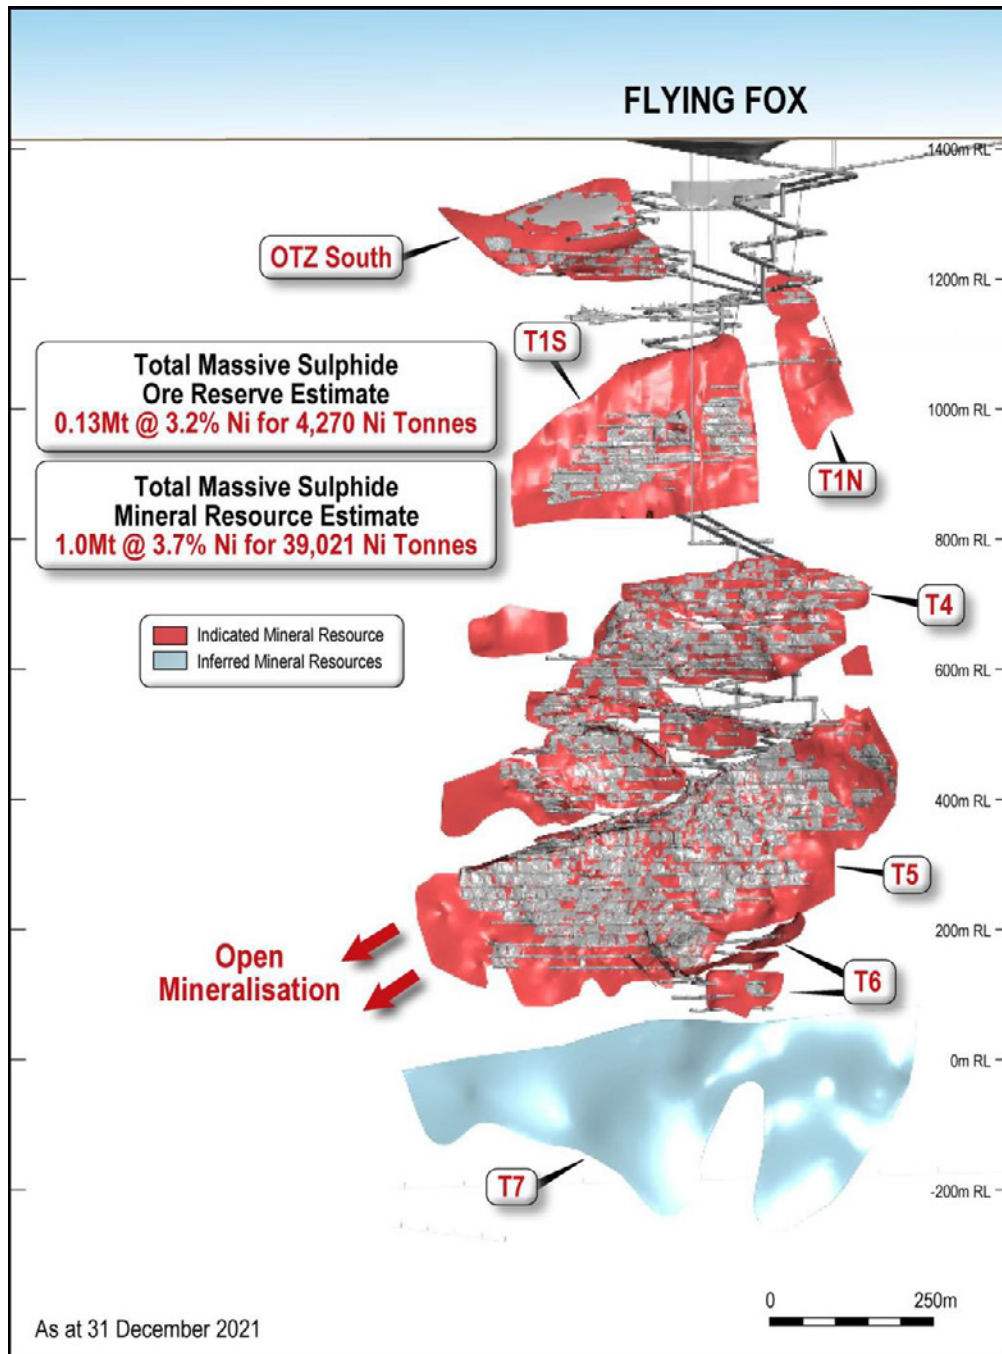 FLYING FOX
1400m RL
OTZ South
1200m RL
T1S
Total Massive Sulphide
Ore Reserve Estimate
0.13Mt @ 3.2% Ni for 4,270 Ni Tonnes
1000m RL
T1N
Total Massive Sulphide
Mineral Resource Estimate
1.0Mt @ 3.7% Ni for 39,021 Ni Tonnes
800m RL
T4
Indicated Mineral Resource
Inferred Mineral Resources
600m RL
400m RL
T5
200m RL
Open
Mineralisation
T6
0m RL
T7
-200m RL
0 250m
As at 31 December 2021